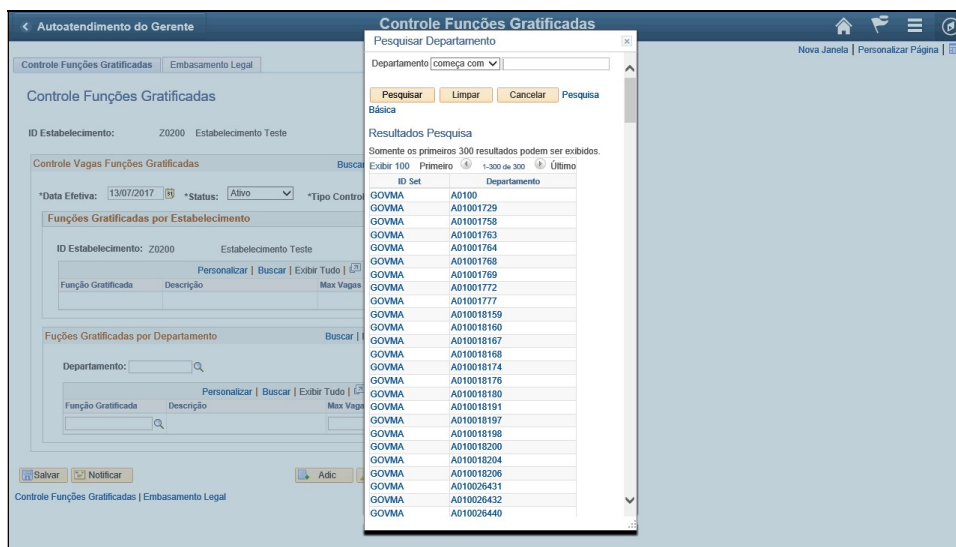 Autoatendimento do Gerente
Controle Funções Gratificadas
Nova Janela | Personalizar Página |
Controle Funções Gratificadas
Embasamento Legal
Controle Funções Gratificadas
ID Estabelecimento: Z0200 Estabelecimento Teste
Controle Vagas Funções Gratificadas
*Data Efetiva: 13/07/2017 *Status: Ativo
Funções Gratificadas por Estabelecimento
ID Estabelecimento: Z0200 Estabelecimento Teste
Personalizar | Buscar | Exibir Tudo |
Função Gratificada Descrição Max Vagas
Fuções Gratificadas por Departamento
Departamento:
Personalizar | Buscar | Exibir Tudo |
Função Gratificada Descrição
Salvar Notificar Adic
Controle Funções Gratificadas | Embasamento Legal
Pesquisar Departamento
Departamento começa com
Pesquisar Limpar Cancelar Pesquisa
Básica
Resultados Pesquisa
Somente os primeiros 300 resultados podem ser exibidos.
Exibir 100 Primeiro 1-300 de 300 Último
ID Set Departamento
GOVMA A0100
GOVMA A01001729
GOVMA A01001758
GOVMA A01001763
GOVMA A01001764
GOVMA A01001768
GOVMA A01001769
GOVMA A01001772
GOVMA A01001777
GOVMA A010018159
GOVMA A010018160
GOVMA A010018167
GOVMA A010018168
GOVMA A010018174
GOVMA A010018176
GOVMA A010018180
GOVMA A010018191
GOVMA A010018197
GOVMA A010018198
GOVMA A010018200
GOVMA A010018204
GOVMA A010018206
GOVMA A010026431
GOVMA A010026432
GOVMA A010026440